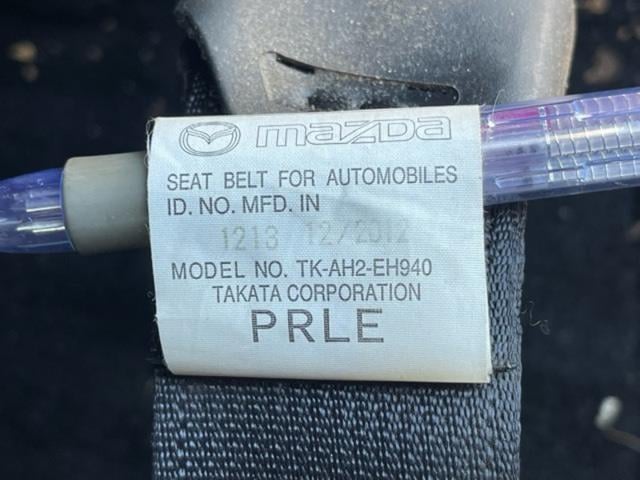 mazda
SEAT BELT FOR AUTOMOBILES
ID. NO. MFD. IN
1213 12/2012
MODEL NO. TK-AH2-EH940
TAKATA CORPORATION
PRLE